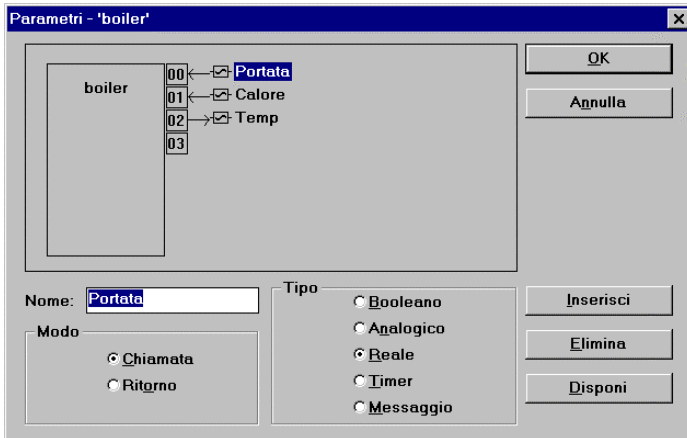 Parametri - 'boiler'
boiler
00 Portata
01 Calore
02 Temp
03
OK
Annulla
Nome: Portata
Modo
Chiamata
Ritorno
Tipo
Booleano
Analogico
Reale
Timer
Messaggio
Inserisci
Elimina
Disponi